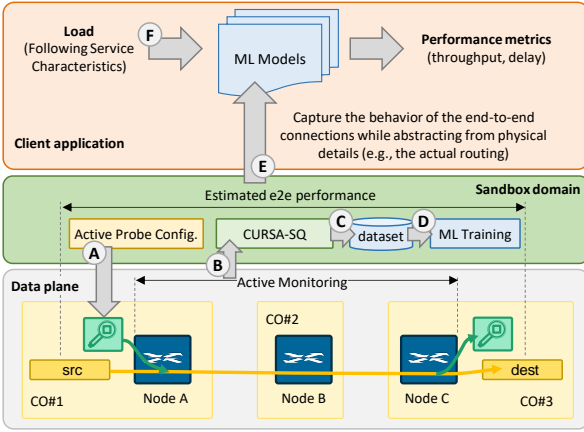 Load
(Following Service
Characteristics)
F
ML Models
Performance metrics
(throughput, delay)
Capture the behavior of the end-to-end
connections while abstracting from physical
details (e.g., the actual routing)
Client application
E
Sandbox domain
Estimated e2e performance
Active Probe Config.
CURSA-SQ
C
dataset
D
ML Training
A
B
Active Monitoring
Data plane
CO#2
src
dest
Node A
Node B
Node C
CO#1
CO#3